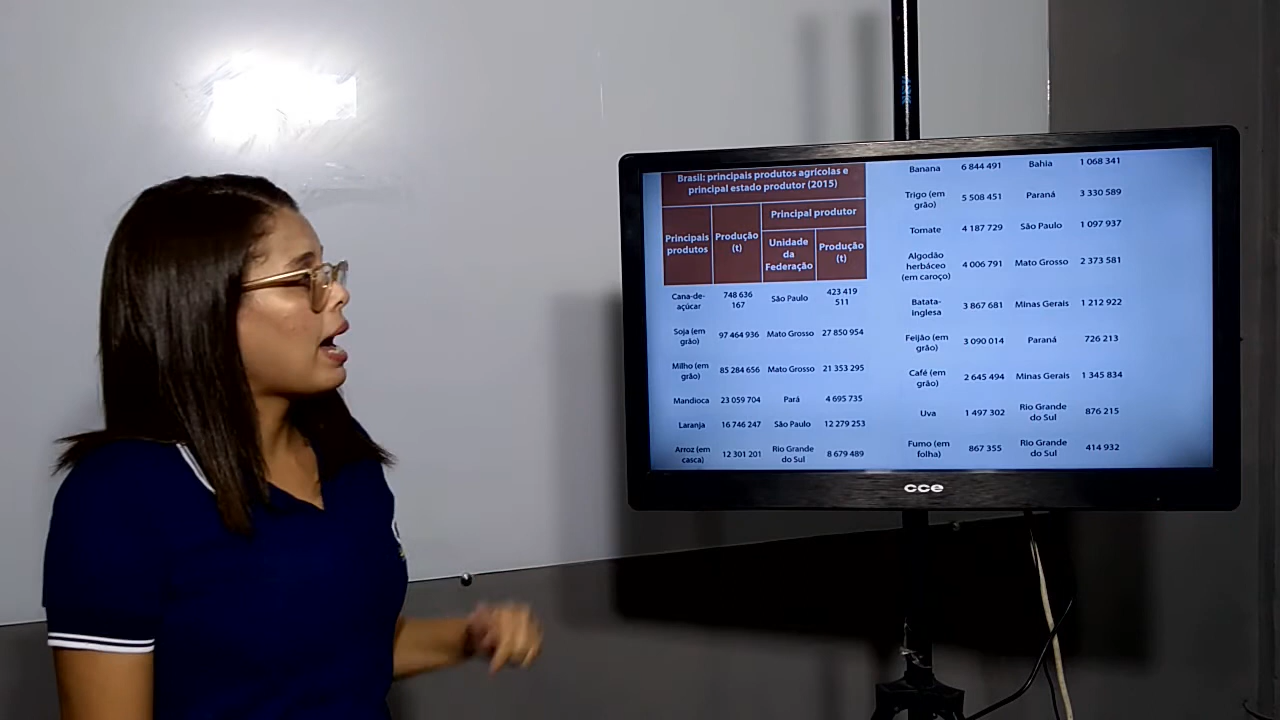 Brasil: principais produtos agrícolas e
principal estado produtor (2015)
Principais
produtos
Produção
(t)
Principal produtor
Unidade
da
Federação
Produção
(t)
Cana-de-
açúcar
748 636
167
São Paulo
423 419
511
Soja (em
grão)
97 464 936
Mato Grosso
27 850 954
Milho (em
grão)
85 284 656
Mato Grosso
21 353 295
Mandioca
23 059 704
Pará
4 695 735
Laranja
16 746 247
São Paulo
12 279 253
Arroz (em
casca)
12 301 201
Rio Grande
do Sul
8 679 489
Banana
6 844 491
Bahia
1 068 341
Trigo (em
grão)
5 508 451
Paraná
3 330 589
Tomate
4 187 729
São Paulo
1 097 937
Algodão
herbáceo
(em caroço)
4 006 791
Mato Grosso
2 373 581
Batata-
inglesa
3 867 681
Minas Gerais
1 212 922
Feijão (em
grão)
3 090 014
Paraná
726 213
Café (em
grão)
2 645 494
Minas Gerais
1 345 834
Uva
1 497 302
Rio Grande
do Sul
876 215
Fumo (em
folha)
867 355
Rio Grande
do Sul
414 932
cce